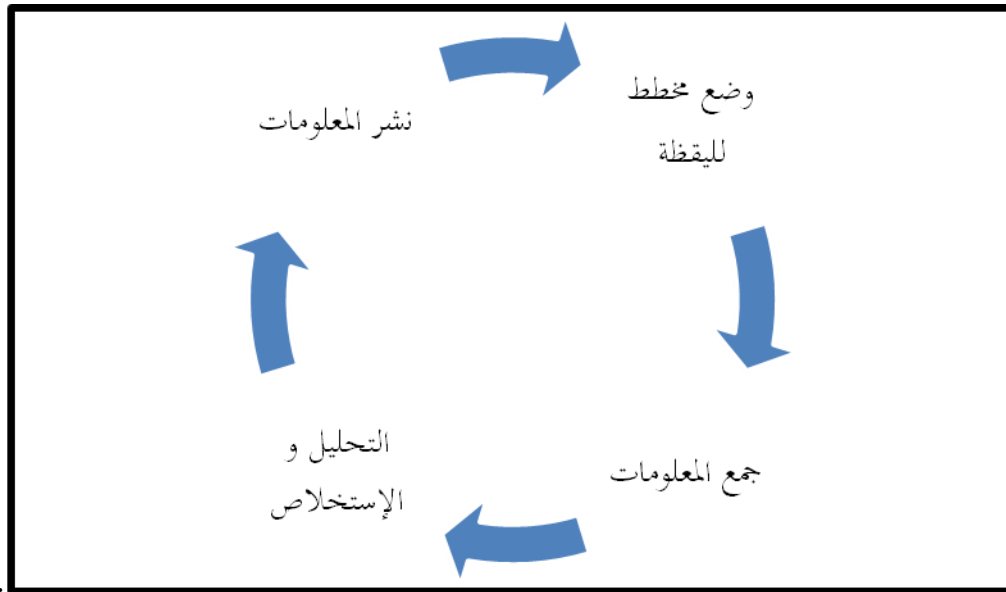 وضع مخطط
لليقظة
جمع المعلومات
التحليل و
الإستخلاص
نشر المعلومات